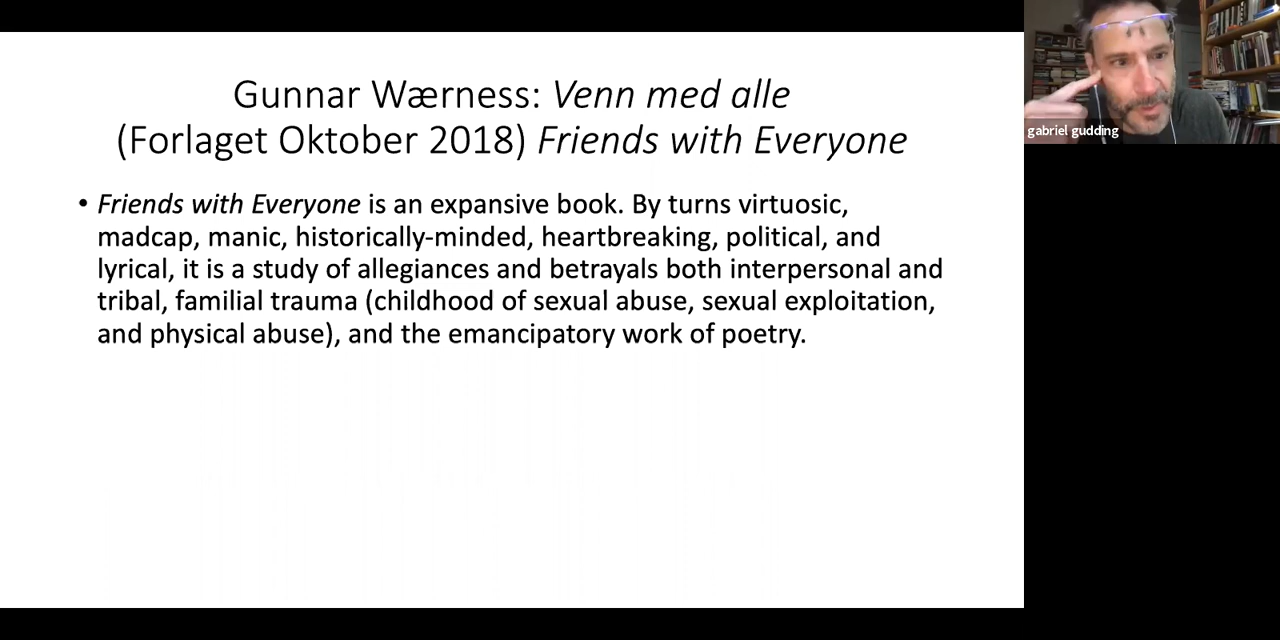 Gunnar Wærness: Venn med alle
(Forlaget Oktober 2018) Friends with Everyone
• Friends with Everyone is an expansive book. By turns virtuosic,
madcap, manic, historically-minded, heartbreaking, political, and
lyrical, it is a study of allegiances and betrayals both interpersonal and
tribal, familial trauma (childhood of sexual abuse, sexual exploitation,
and physical abuse), and the emancipatory work of poetry.
gabriel gudding